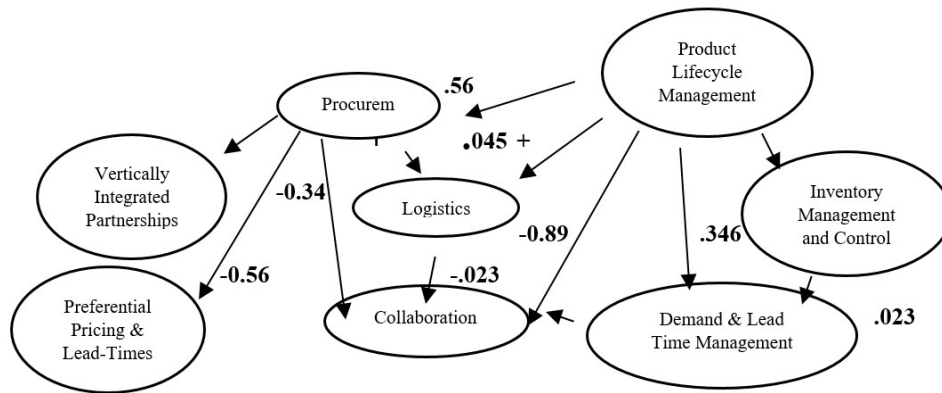 Product
Lifecycle
Management
.56
Procurem
.045 +
Vertically
Integrated
Partnerships
-0.34
Logistics
-0.89
.346
Inventory
Management
and Control
-0.56
-.023
Preferential
Pricing &
Lead-Times
Collaboration
Demand & Lead
Time Management
.023